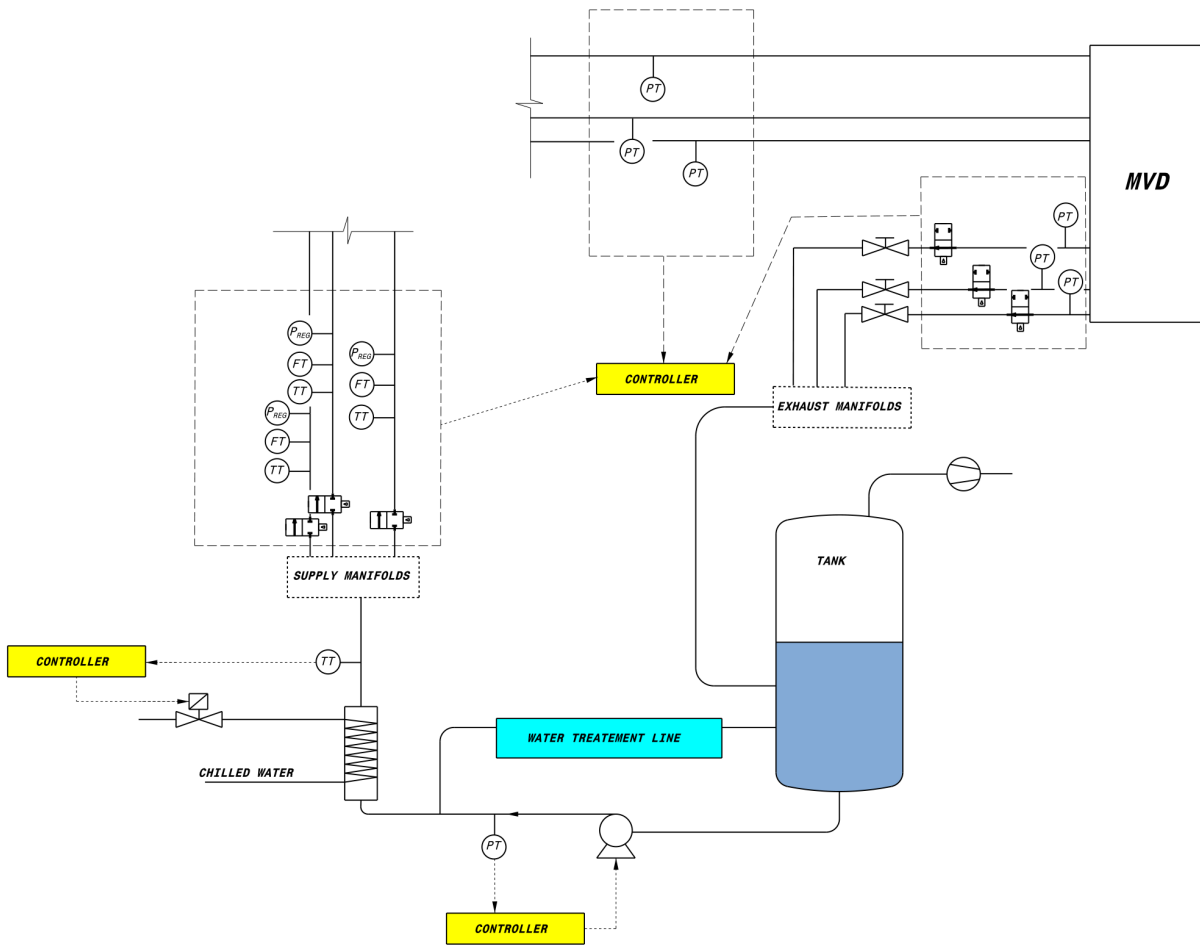 PT
PT
PT
MVD
PT
PT
PT
PREG
PREG
FT
FT
TT
CONTROLLER
PREG
TT
EXHAUST MANIFOLDS
FT
TT
TANK
SUPPLY MANIFOLDS
CONTROLLER
TT
WATER TREATEMENT LINE
CHILLED WATER
PT
CONTROLLER